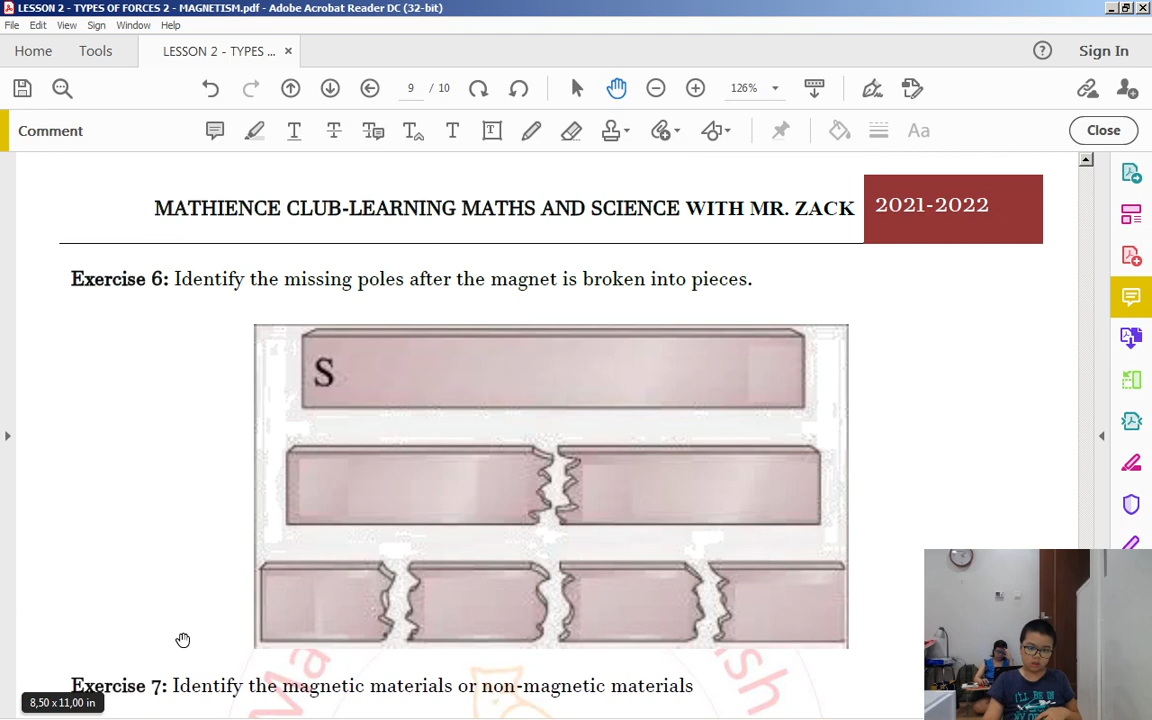 LESSON 2 - TYPES OF FORCES 2 - MAGNETISM.pdf - Adobe Acrobat Reader DC (32-bit)
File Edit View Sign Window Help
Home Tools LESSON 2 - TYPES ... × Sign In
9 / 10 126%
Comment Aa Close
MATHIENCE CLUB-LEARNING MATHS AND SCIENCE WITH MR. ZACK 2021-2022
Exercise 6: Identify the missing poles after the magnet is broken into pieces.
S
Exercise 7: Identify the magnetic materials or non-magnetic materials
8,50 x 11,00 in